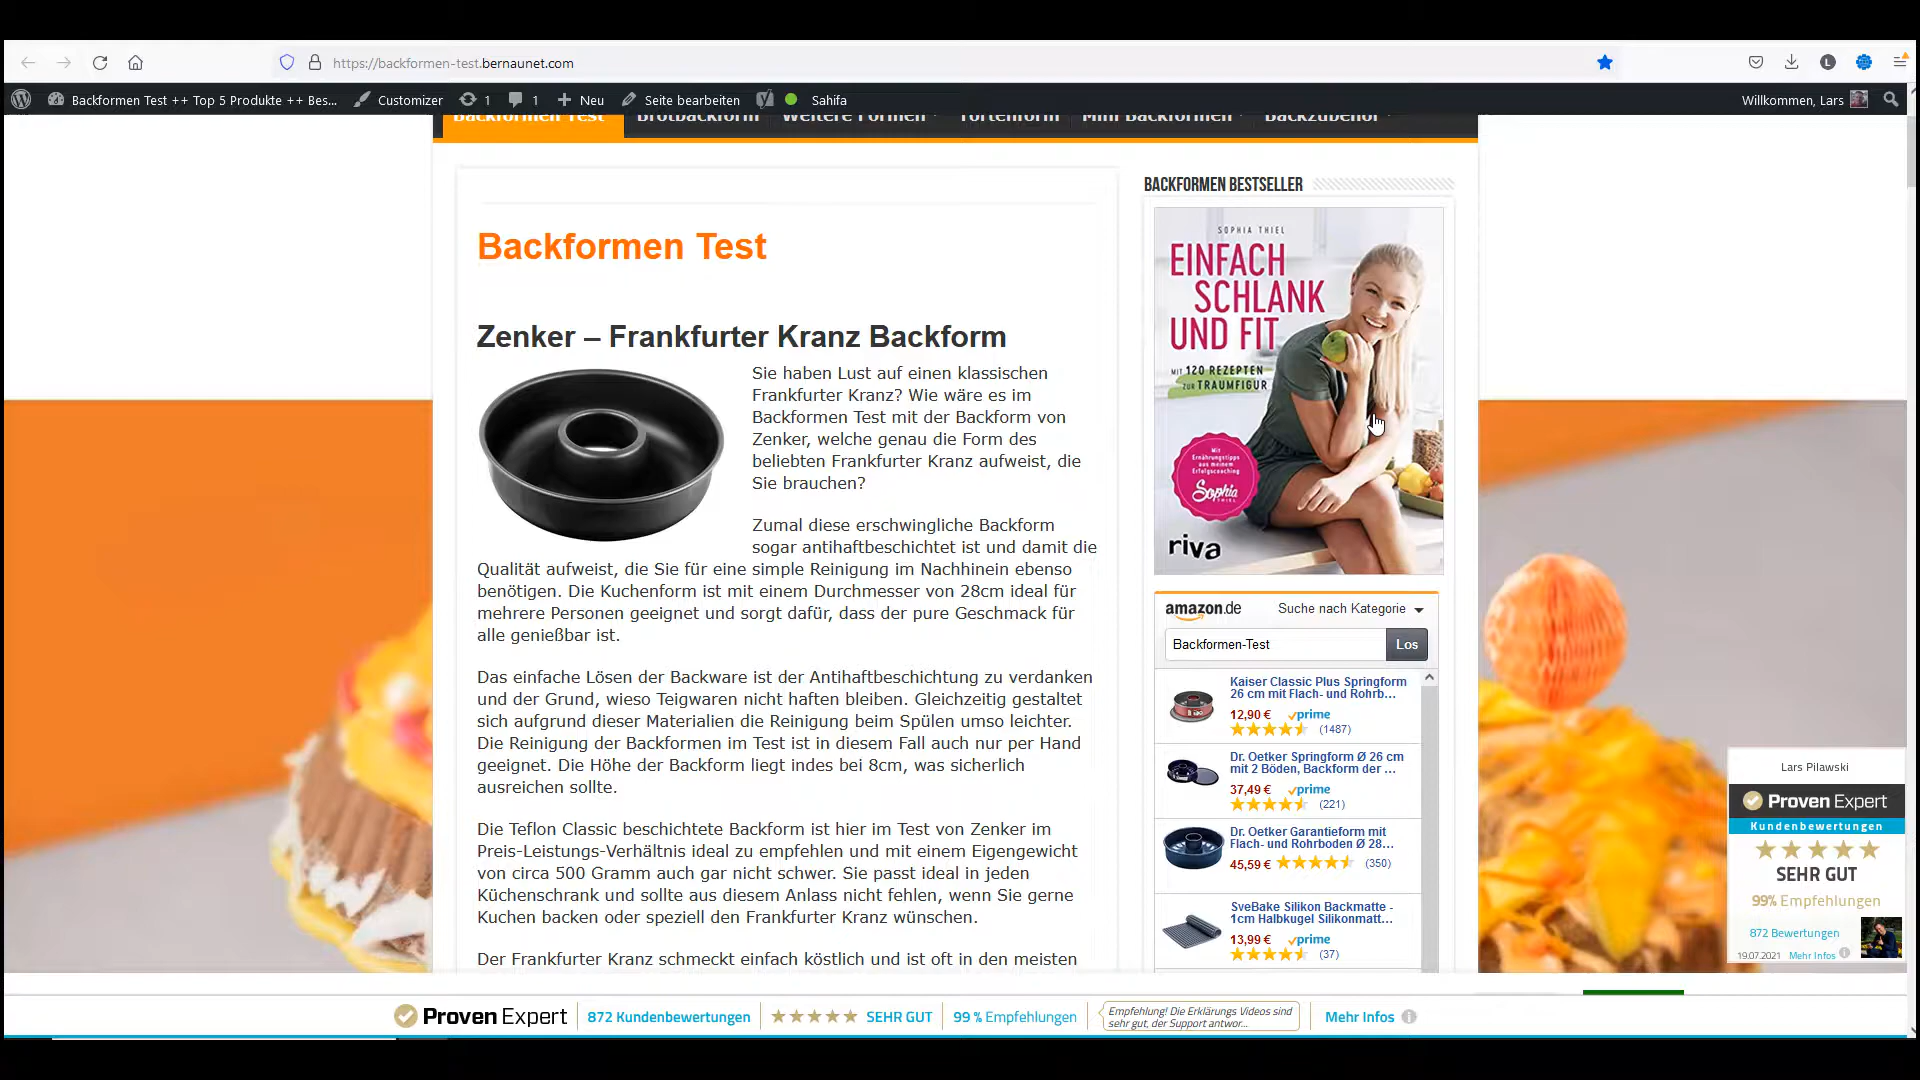 https://backformen-test.bernaunet.com
Backformen Test ++ Top 5 Produkte ++ Bes...
Customizer
1
1
Neu
Seite bearbeiten
Sahifa
Willkommen, Lars
Backformen Test
Brotbackform
Weitere Formen
Tortenform
Mini Backformen
Backzubehör
Backformen Test
Zenker – Frankfurter Kranz Backform
Sie haben Lust auf einen klassischen
Frankfurter Kranz? Wie wäre es im
Backformen Test mit der Backform von
Zenker, welche genau die Form des
beliebten Frankfurter Kranz aufweist, die
Sie brauchen?
Zumal diese erschwingliche Backform
sogar antihaftbeschichtet ist und damit die
Qualität aufweist, die Sie für eine simple Reinigung im Nachhinein ebenso
benötigen. Die Kuchenform ist mit einem Durchmesser von 28cm ideal für
mehrere Personen geeignet und sorgt dafür, dass der pure Geschmack für
alle genießbar ist.
Das einfache Lösen der Backware ist der Antihaftbeschichtung zu verdanken
und der Grund, wieso Teigwaren nicht haften bleiben. Gleichzeitig gestaltet
sich aufgrund dieser Materialien die Reinigung beim Spülen umso leichter.
Die Reinigung der Backformen im Test ist in diesem Fall auch nur per Hand
geeignet. Die Höhe der Backform liegt indes bei 8cm, was sicherlich
ausreichen sollte.
Die Teflon Classic beschichtete Backform ist hier im Test von Zenker im
Preis-Leistungs-Verhältnis ideal zu empfehlen und mit einem Eigengewicht
von circa 500 Gramm auch gar nicht schwer. Sie passt ideal in jeden
Küchenschrank und sollte aus diesem Anlass nicht fehlen, wenn Sie gerne
Kuchen backen oder speziell den Frankfurter Kranz wünschen.
Der Frankfurter Kranz schmeckt einfach köstlich und ist oft in den meisten
BACKFORMEN BESTSELLER
SOPHIA THIEL
EINFACH
SCHLANK
UND FIT
MIT 120 REZEPTEN
ZUR TRAUMFIGUR
Mit
Ernährungstipps
aus meinem
Erfolgscoaching
Sophia
THIEL
riva
amazon.de
Suche nach Kategorie
Backformen-Test
Los
Kaiser Classic Plus Springform
26 cm mit Flach- und Rohrb...
12,90 € prime
(1487)
Dr. Oetker Springform Ø 26 cm
mit 2 Böden, Backform der ...
37,49 € prime
(221)
Dr. Oetker Garantieform mit
Flach- und Rohrboden Ø 28...
45,59 € (350)
SveBake Silikon Backmatte -
1cm Halbkugel Silikonmatt...
13,99 € prime
(37)
Lars Pilawski
Proven Expert
Kundenbewertungen
SEHR GUT
99% Empfehlungen
872 Bewertungen
19.07.2021 Mehr Infos
Proven Expert
872 Kundenbewertungen
SEHR GUT
99 % Empfehlungen
Empfehlung! Die Erklärungs Videos sind
sehr gut, der Support antwor...
Mehr Infos